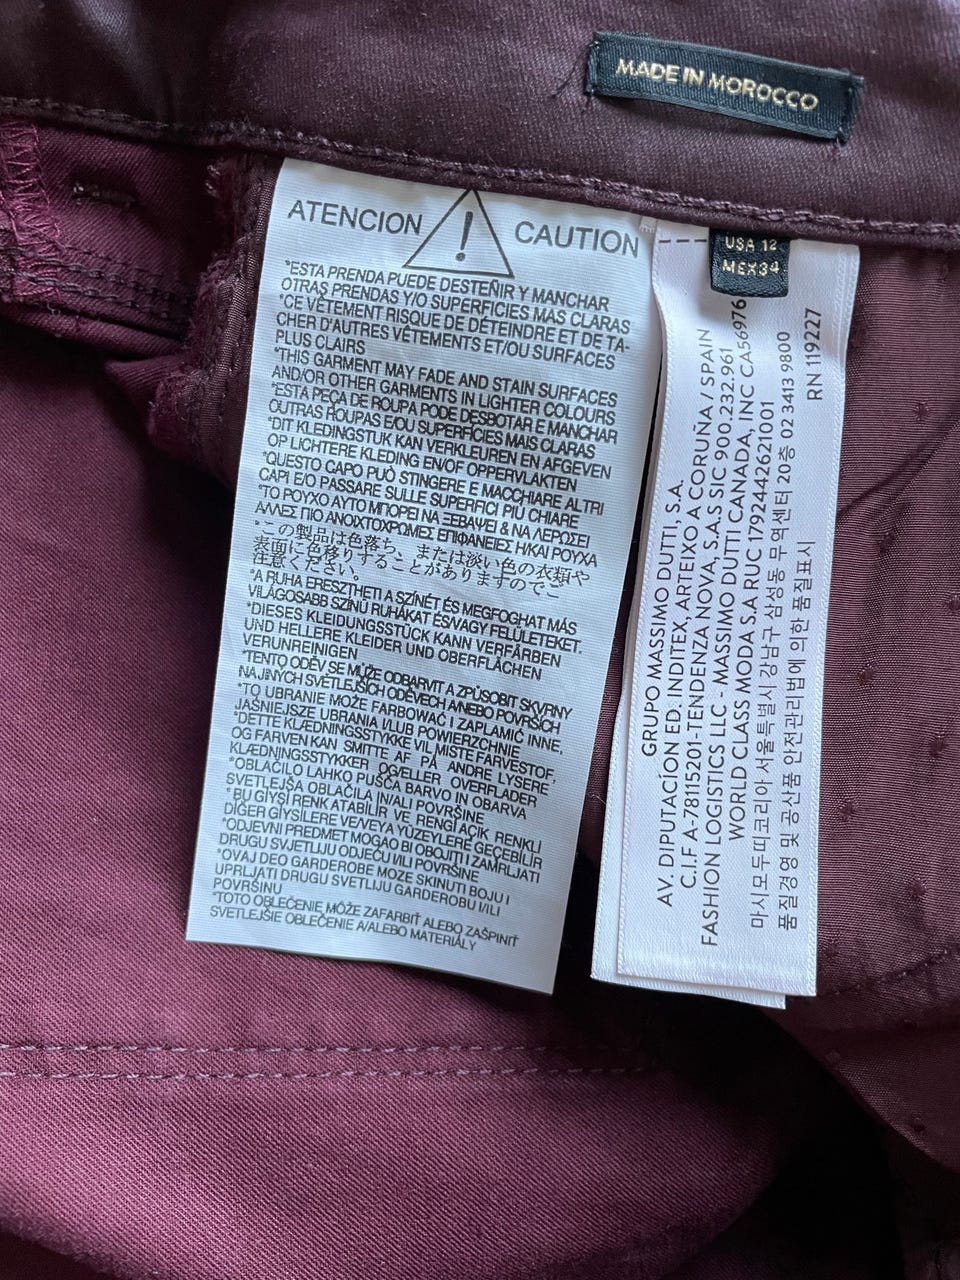 MADE IN MOROCCO
ATENCION
CAUTION
*ESTA PRENDA PUEDE DESTEÑIR Y MANCHAR
OTRAS PRENDAS Y/O SUPERFICIES MAS CLARAS
*CE VÊTEMENT RISQUE DE DÉTEINDRE ET DE TA-
CHER D'AUTRES VÊTEMENTS ET/OU SURFACES
PLUS CLAIRS
*THIS GARMENT MAY FADE AND STAIN SURFACES
AND/OR OTHER GARMENTS IN LIGHTER COLOURS
*ESTA PEÇA DE ROUPA PODE DESBOTAR E MANCHAR
OUTRAS ROUPAS E/OU SUPERFÍCIES MAIS CLARAS
*DIT KLEDINGSTUK KAN VERKLEUREN EN AFGEVEN
OP LICHTERE KLEDING EN/OF OPPERVLAKTEN
*QUESTO CAPO PUÒ STINGERE E MACCHIARE ALTRI
CAPI E/O PASSARE SULLE SUPERFICI PIÙ CHIARE
*ΤΟ ΡΟΥΧΟ ΑΥΤΟ ΜΠΟΡΕΙ ΝΑ ΞΕΒΑΨΕΙ & ΝΑ ΛΕΡΩΣΕΙ
ΑΛΛΕΣ ΠΙΟ ΑΝΟΙΧΤΟΧΡΩΜΕΣ ΕΠΙΦΑΝΕΙΕΣ Η/ΚΑΙ ΡΟΥΧΑ
*この製品は色落ち、または淡い色の衣類や
表面に色移りすることがありますのでご
注意ください。
*A RUHA ERESZTHETI A SZÍNÉT ÉS MEGFOGHAT MÁS
VILÁGOSABB SZÍNŰ RUHÁKAT ÉS/VAGY FELÜLETEKET.
*DIESES KLEIDUNGSSTÜCK KANN VERFÄRBEN
UND HELLERE KLEIDER UND OBERFLÄCHEN
VERUNREINIGEN
*TENTO ODĚV SE MŮŽE ODBARVIT A ZPŮSOBIT SKVRNY
NA JINÝCH SVĚTLEJŠÍCH ODĚVECH A/NEBO POVRŠÍCH
*TO UBRANIE MOŻE FARBOWAĆ I ZAPLAMIĆ INNE,
JAŚNIEJSZE UBRANIA I/LUB POWIERZCHNIE
*DETTE KLÆDNINGSSTYKKE VIL MISTE FARVESTOF,
OG FARVEN KAN SMITTE AF PÅ ANDRE LYSERE
KLÆDNINGSSTYKKER OG/ELLER OVERFLADER
*OBLAČILO LAHKO PUŠČA BARVO IN OBARVA
SVETLEJŠA OBLAČILA IN/ALI POVRŠINE
*BU GİYSİ RENK ATABİLİR VE RENGİ AÇIK RENKLİ
DİĞER GİYSİLERE VE/VEYA YÜZEYLERE GEÇEBİLİR
*ODJEVNI PREDMET MOGAO BI OBOJITI I ZAMRLJATI
DRUGU SVJETLIJU ODJEĆU I/ILI POVRŠINE
*OVAJ DEO GARDEROBE MOŽE SKINUTI BOJU I
UPRLJATI DRUGU SVETLIJU GARDEROBU I/ILI
POVRŠINU
*TOTO OBLEČENIE MÔŽE ZAFARBIŤ ALEBO ZAŠPINIŤ
SVETLEJŠIE OBLEČENIE A/ALEBO MATERIÁLY
USA 12
MEX34
GRUPO MASSIMO DUTTI, S.A.
AV. DIPUTACÍON ED. INDITEX, ARTEIXO A CORUÑA / SPAIN
C.I.F A-78115201-TENDENZA NOVA, S.A.S SIC 900.232.961
FASHION LOGISTICS LLC - MASSIMO DUTTI CANADA, INC CA56976
WORLD CLASS MODA S.A RUC 1792442621001
마시모두띠코리아 서울특별시 강남구 삼성동 무역센터 20층 02 3413 9800
품질경영 및 공산품 안전관리법에 의한 품질표시
RN 119227